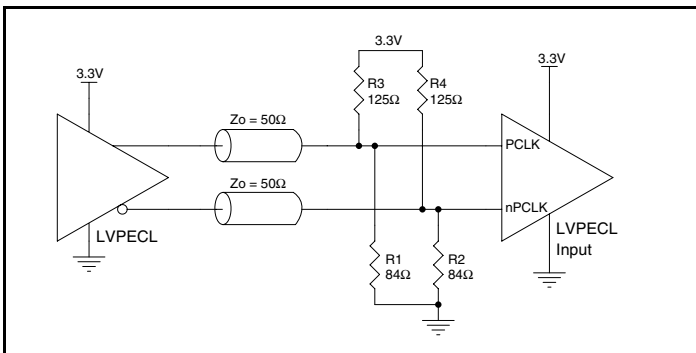 3.3V
3.3V
3.3V
R3
125Ω
R4
125Ω
Zo = 50Ω
PCLK
Zo = 50Ω
nPCLK
LVPECL
LVPECL
Input
R1
84Ω
R2
84Ω